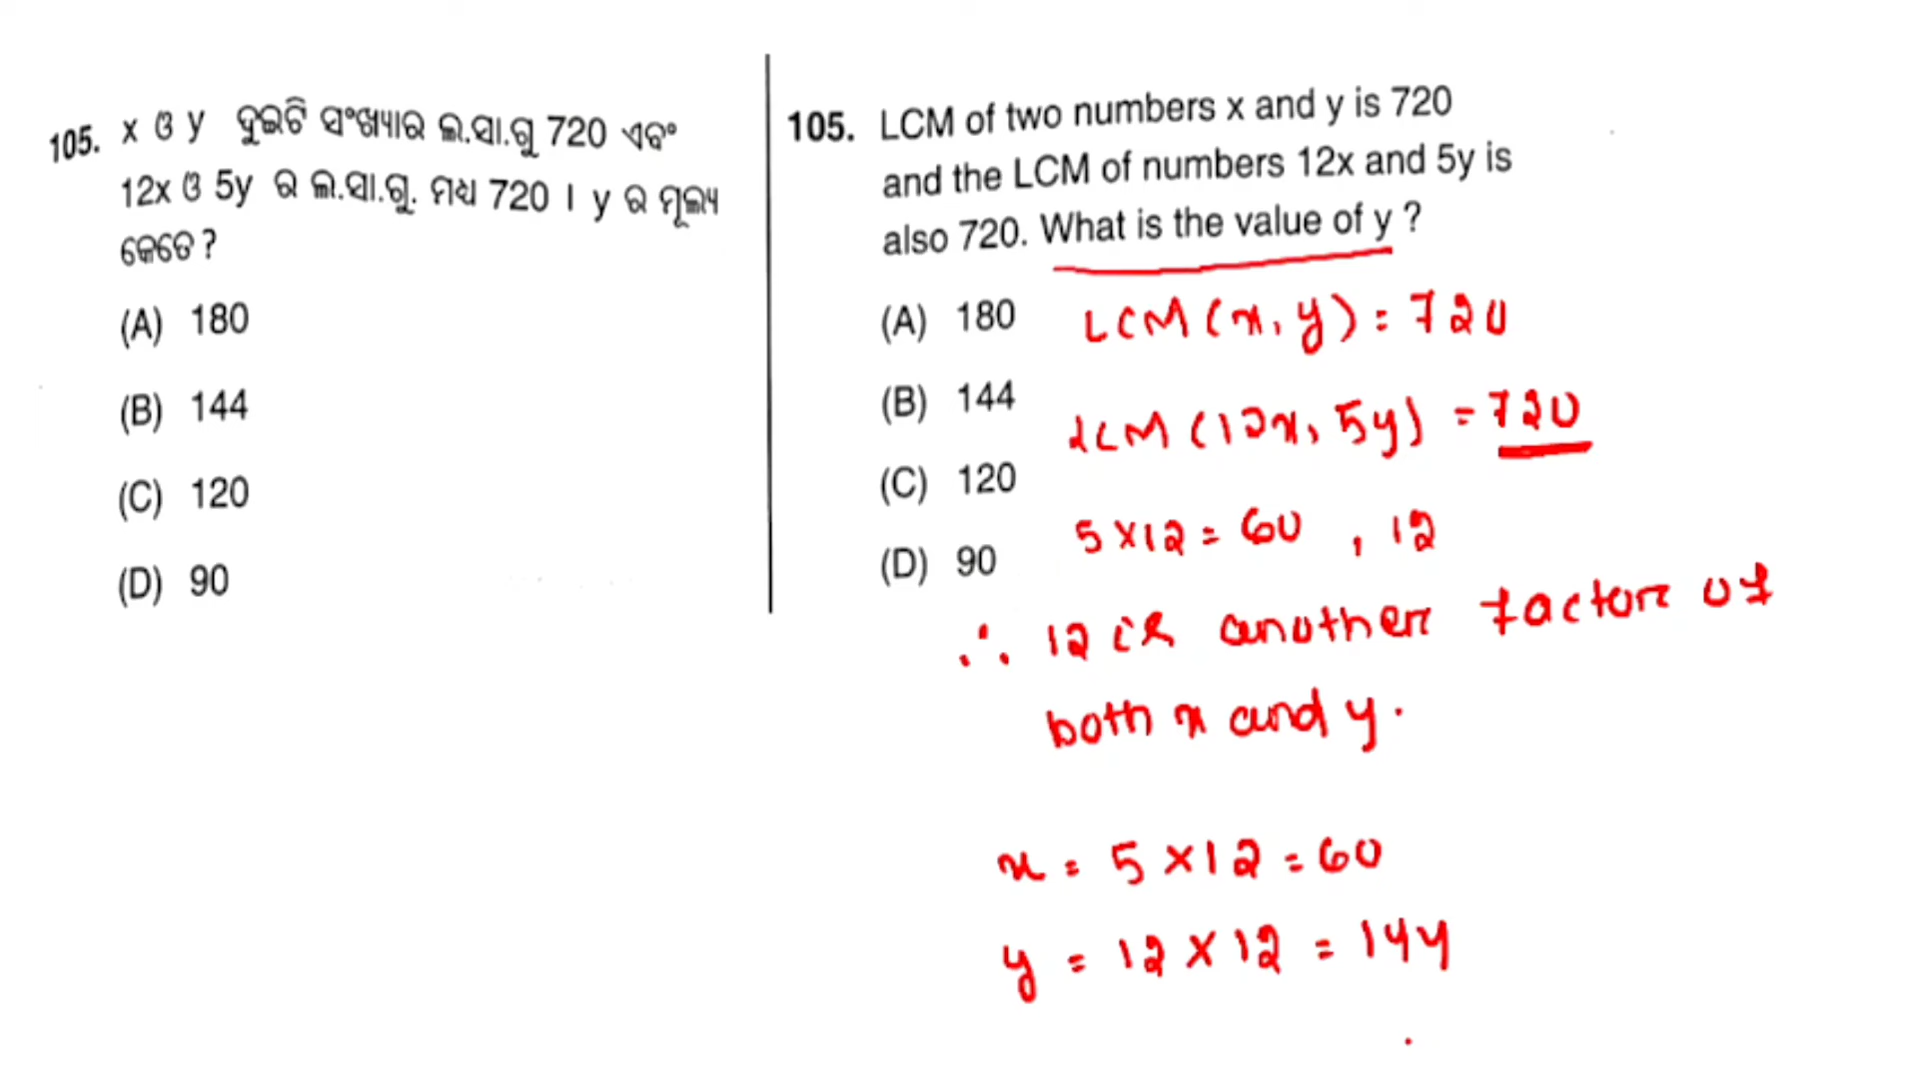 105. x ଓ y ଦୁଇଟି ସଂଖ୍ୟାର ଲ.ସା.ଗୁ 720 ଏବଂ
12x ଓ 5y ର ଲ.ସା.ଗୁ. ମଧ୍ୟ 720 । y ର ମୂଲ୍ୟ
କେତେ ?
(A) 180
(B) 144
(C) 120
(D) 90
105. LCM of two numbers x and y is 720
and the LCM of numbers 12x and 5y is
also 720. What is the value of y ?
(A) 180
(B) 144
(C) 120
(D) 90
LCM (x, y) = 720
LCM (12x, 5y) = 720
5 × 12 = 60 , 12
∴ 12 is another factor of
both x and y.
x = 5 × 12 = 60
y = 12 × 12 = 144